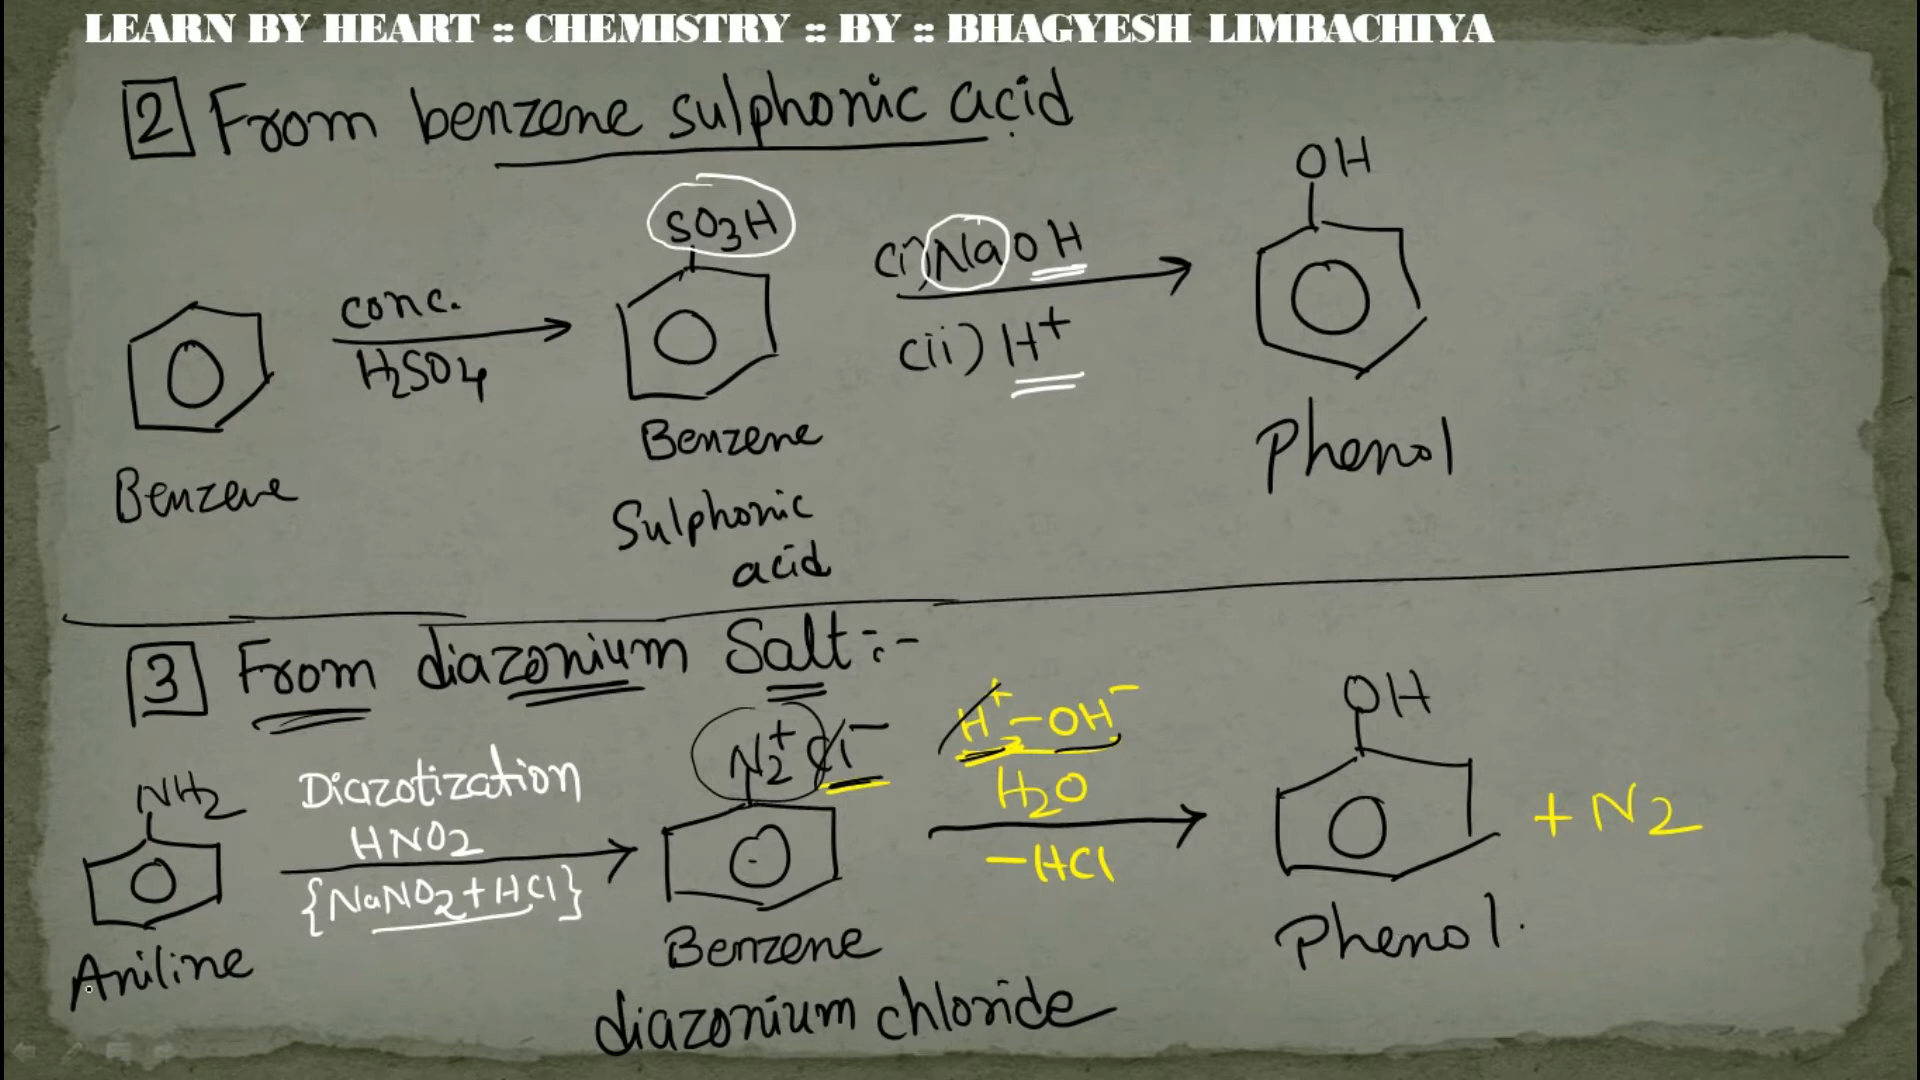 LEARN BY HEART :: CHEMISTRY :: BY :: BHAGYESH LIMBACHIYA
2 From benzene sulphonic acid
SO3H
OH
(i) NaOH
conc.
H2SO4
(ii) H+
Benzene
Benzene
Sulphonic
acid
Phenol
3 From diazonium Salt :-
NH2
Diazotization
HNO2
{NaNO2+HCl}
N2+Cl-
H+-OH-
H2O
-HCl
OH
+ N2
Aniline
Benzene
diazonium chloride
Phenol.